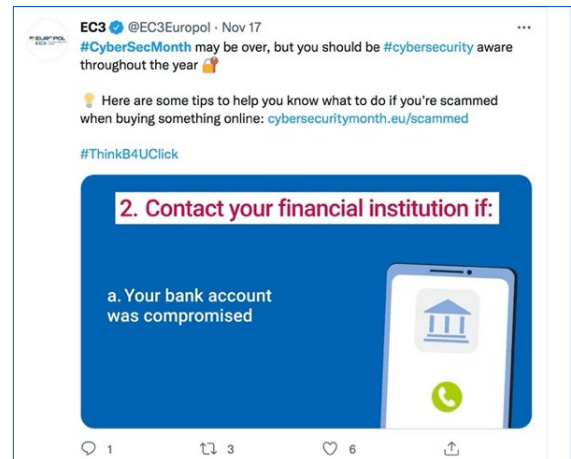 EC3 @EC3Europol · Nov 17
#CyberSecMonth may be over, but you should be #cybersecurity aware
throughout the year
Here are some tips to help you know what to do if you're scammed
when buying something online: cybersecuritymonth.eu/scammed
#ThinkB4UClick
2. Contact your financial institution if:
a. Your bank account
was compromised
1 3 6